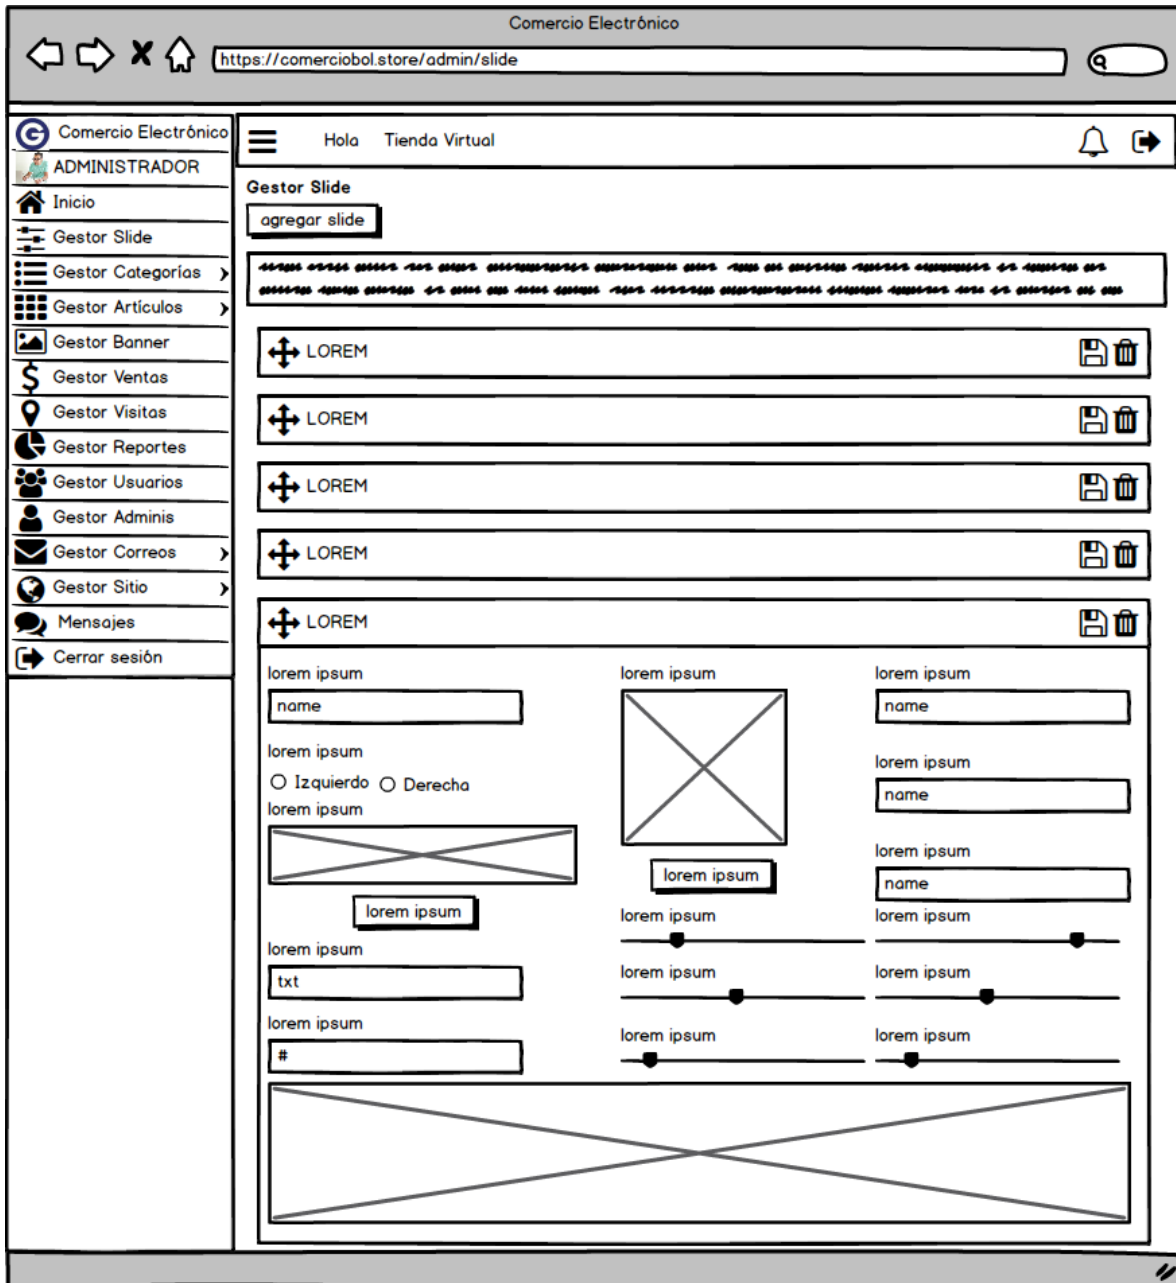 Comercio Electrónico
https://comerciobol.store/admin/slide
Comercio Electrónico
ADMINISTRADOR
Inicio
Gestor Slide
Gestor Categorías
Gestor Artículos
Gestor Banner
Gestor Ventas
Gestor Visitas
Gestor Reportes
Gestor Usuarios
Gestor Adminis
Gestor Correos
Gestor Sitio
Mensajes
Cerrar sesión
Hola Tienda Virtual
Gestor Slide
agregar slide
LOREM
LOREM
LOREM
LOREM
LOREM
lorem ipsum
name
lorem ipsum
Izquierdo Derecha
lorem ipsum
lorem ipsum
lorem ipsum
txt
lorem ipsum
#
lorem ipsum
lorem ipsum
lorem ipsum
lorem ipsum
lorem ipsum
lorem ipsum
name
lorem ipsum
name
lorem ipsum
name
lorem ipsum
lorem ipsum
lorem ipsum